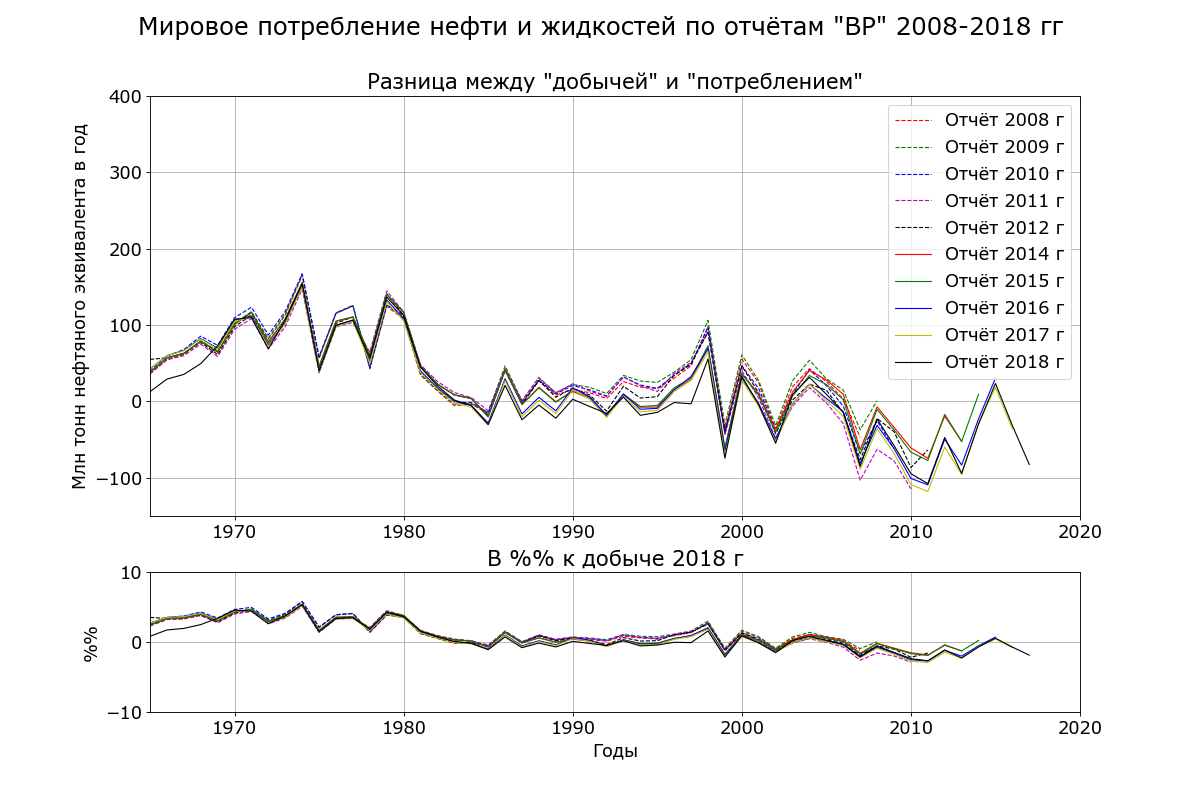 Мировое потребление нефти и жидкостей по отчётам "BP" 2008-2018 гг
Разница между "добычей" и "потреблением"
Млн тонн нефтяного эквивалента в год
400
300
200
100
0
−100
Отчёт 2008 г
Отчёт 2009 г
Отчёт 2010 г
Отчёт 2011 г
Отчёт 2012 г
Отчёт 2014 г
Отчёт 2015 г
Отчёт 2016 г
Отчёт 2017 г
Отчёт 2018 г
1970 1980 1990 2000 2010 2020
В %% к добыче 2018 г
%%
10
0
−10
1970 1980 1990 2000 2010 2020
Годы